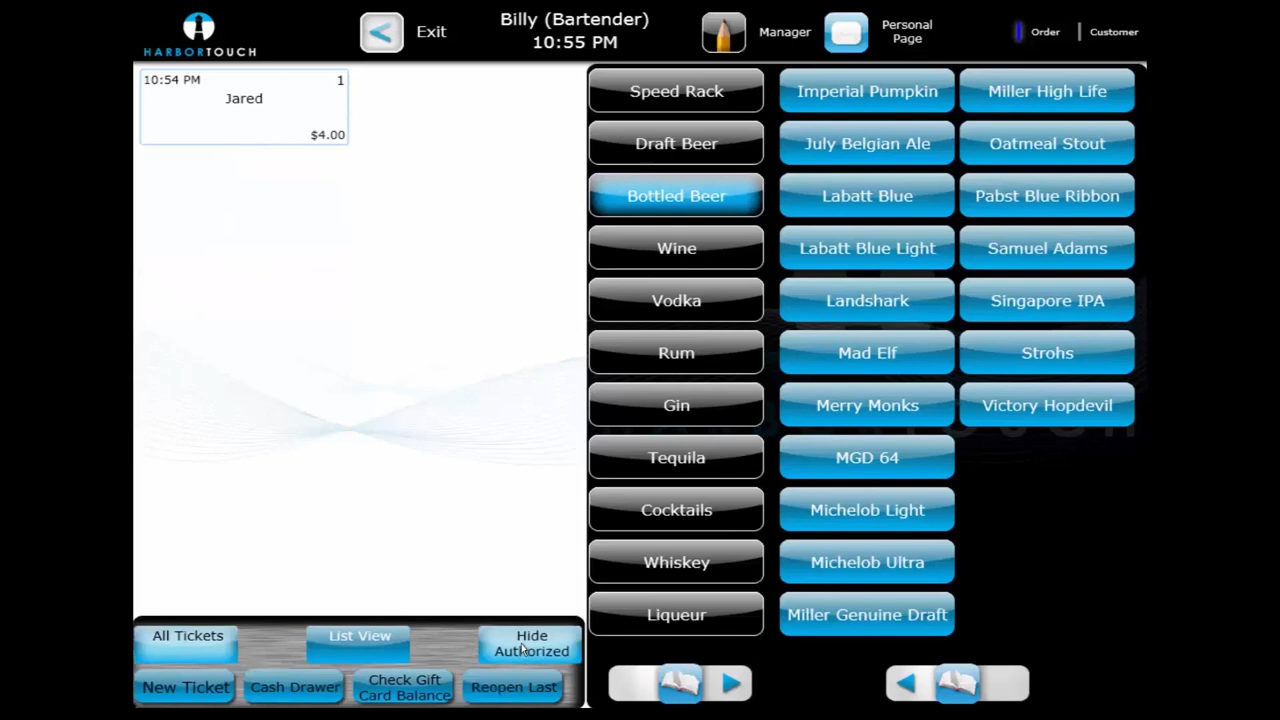 HARBORTOUCH
Exit
Billy (Bartender)
10:55 PM
Manager
Personal
Page
Order
Customer
10:54 PM 1
Jared
$4.00
Speed Rack
Draft Beer
Bottled Beer
Wine
Vodka
Rum
Gin
Tequila
Cocktails
Whiskey
Liqueur
Imperial Pumpkin
July Belgian Ale
Labatt Blue
Labatt Blue Light
Landshark
Mad Elf
Merry Monks
MGD 64
Michelob Light
Michelob Ultra
Miller Genuine Draft
Miller High Life
Oatmeal Stout
Pabst Blue Ribbon
Samuel Adams
Singapore IPA
Strohs
Victory Hopdevil
All Tickets
List View
Hide
Authorized
New Ticket
Cash Drawer
Check Gift
Card Balance
Reopen Last